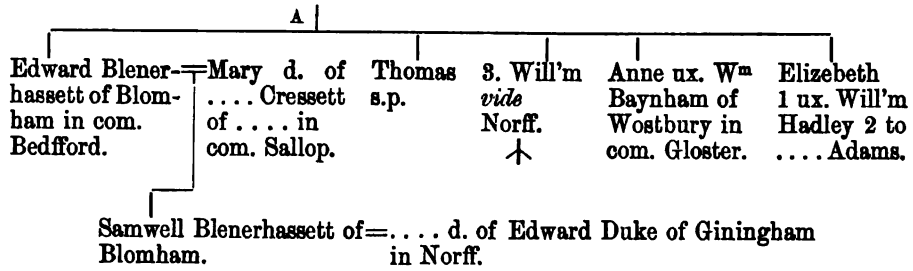 A
Edward Blener-
hassett of Blom-
ham in com.
Bedfford.
=Mary d. of
.... Cressett
of .... in
com. Sallop.
Thomas
s.p.
3. Will'm
vide
Norff.
Anne ux. Wᵐ
Baynham of
Wostbury in
com. Gloster.
Elizebeth
1 ux. Will'm
Hadley 2 to
.... Adams.
Samwell Blenerhassett of=.... d. of Edward Duke of Giningham
Blomham. in Norff.